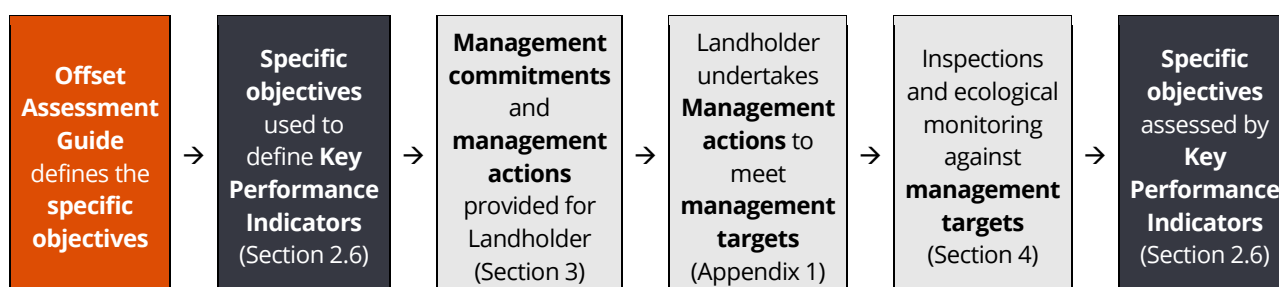 Offset
Assessment
Guide
defines the
specific
objectives
→
Specific
objectives
used to
define Key
Performance
Indicators
(Section 2.6)
→
Management
commitments
and
management
actions
provided for
Landholder
(Section 3)
→
Landholder
undertakes
Management
actions to
meet
management
targets
(Appendix 1)
→
Inspections
and ecological
monitoring
against
management
targets
(Section 4)
→
Specific
objectives
assessed by
Key
Performance
Indicators
(Section 2.6)